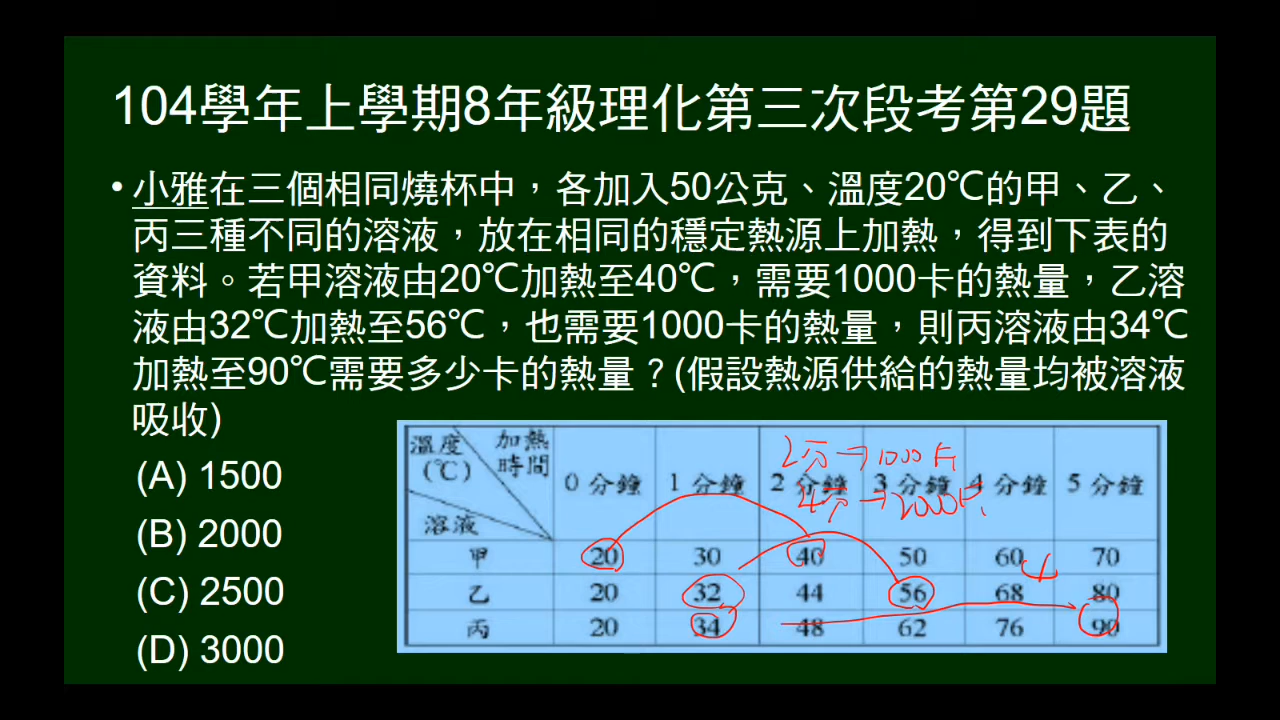 104學年上學期8年級理化第三次段考第29題
• 小雅在三個相同燒杯中，各加入50公克、溫度20℃的甲、乙、
丙三種不同的溶液，放在相同的穩定熱源上加熱，得到下表的
資料。若甲溶液由20℃加熱至40℃，需要1000卡的熱量，乙溶
液由32℃加熱至56℃，也需要1000卡的熱量，則丙溶液由34℃
加熱至90℃需要多少卡的熱量？(假設熱源供給的熱量均被溶液
吸收)
(A) 1500
(B) 2000
(C) 2500
(D) 3000
溫度(℃) 加熱時間 溶液 0分鐘 1分鐘 2分鐘 3分鐘 4分鐘 5分鐘
2分→1000卡
4分→2000卡
甲 20 30 40 50 60 70
4
乙 20 32 44 56 68 80
丙 20 34 48 62 76 90